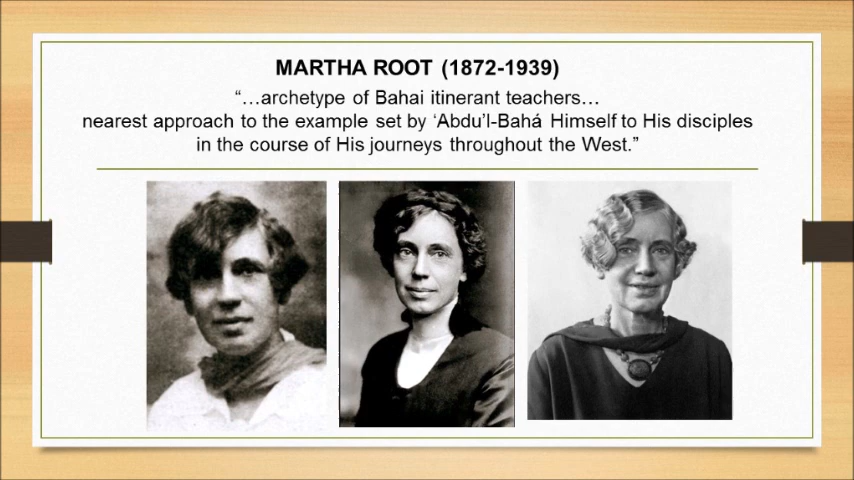 MARTHA ROOT (1872-1939)
“…archetype of Bahai itinerant teachers…
nearest approach to the example set by ‘Abdu’l-Bahá Himself to His disciples
in the course of His journeys throughout the West.”